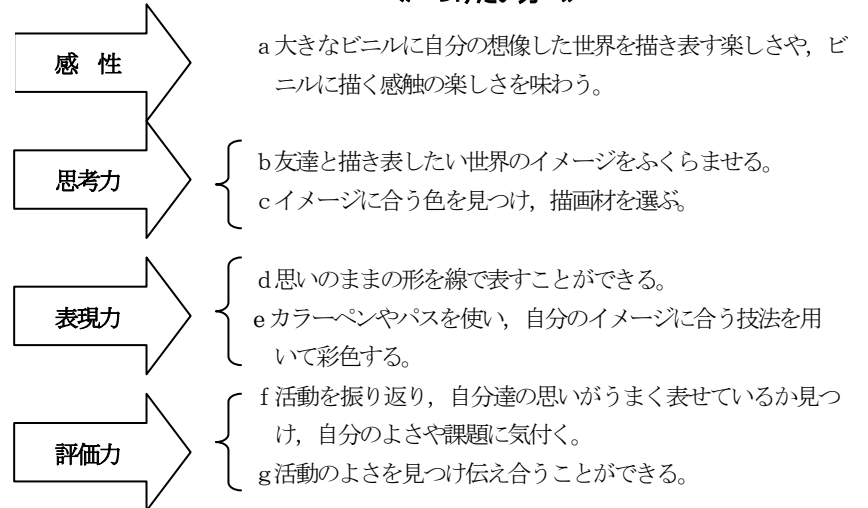 感 性
a大きなビニルに自分の想像した世界を描き表す楽しさや，ビ
ニルに描く感触の楽しさを味わう。
思考力
b友達と描き表したい世界のイメージをふくらませる。
cイメージに合う色を見つけ，描画材を選ぶ。
表現力
d思いのままの形を線で表すことができる。
eカラーペンやパスを使い，自分のイメージに合う技法を用
いて彩色する。
評価力
f活動を振り返り，自分達の思いがうまく表せているか見つ
け，自分のよさや課題に気付く。
g活動のよさを見つけ伝え合うことができる。